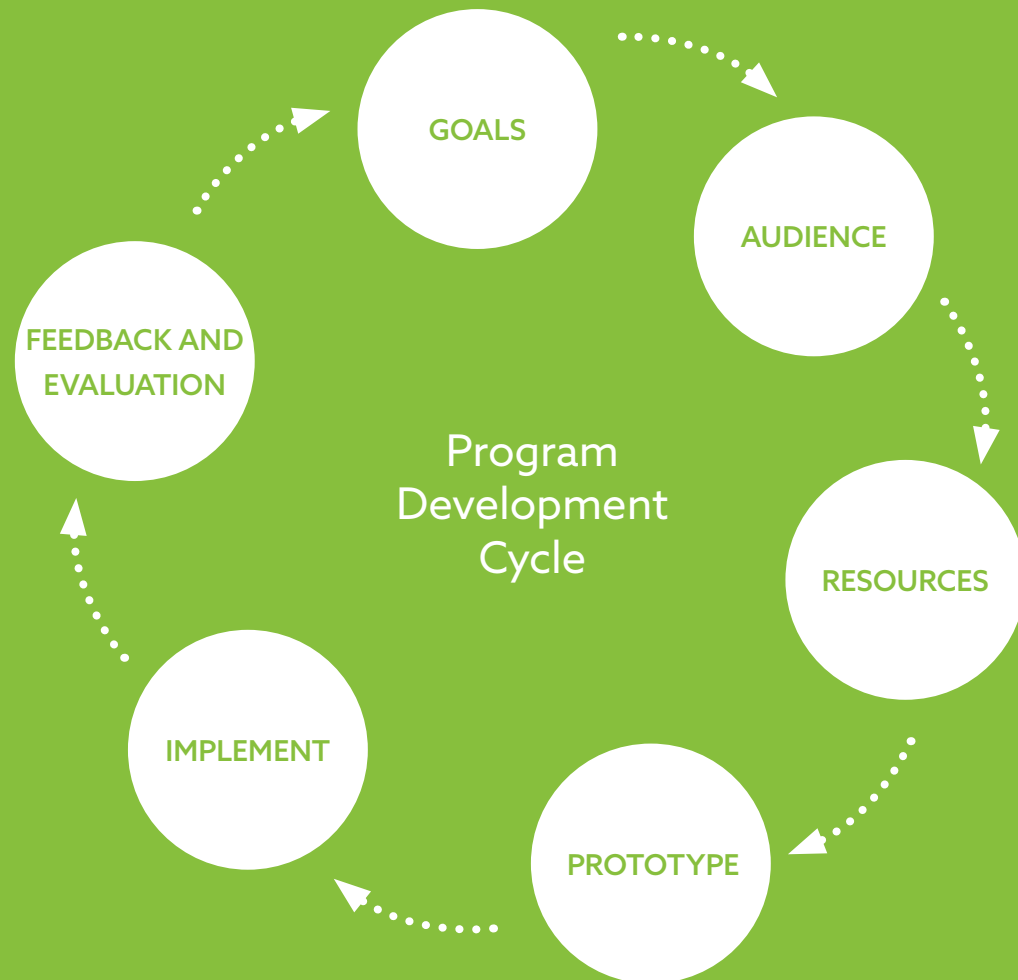 GOALS
AUDIENCE
FEEDBACK AND
EVALUATION
Program
Development
Cycle
RESOURCES
IMPLEMENT
PROTOTYPE